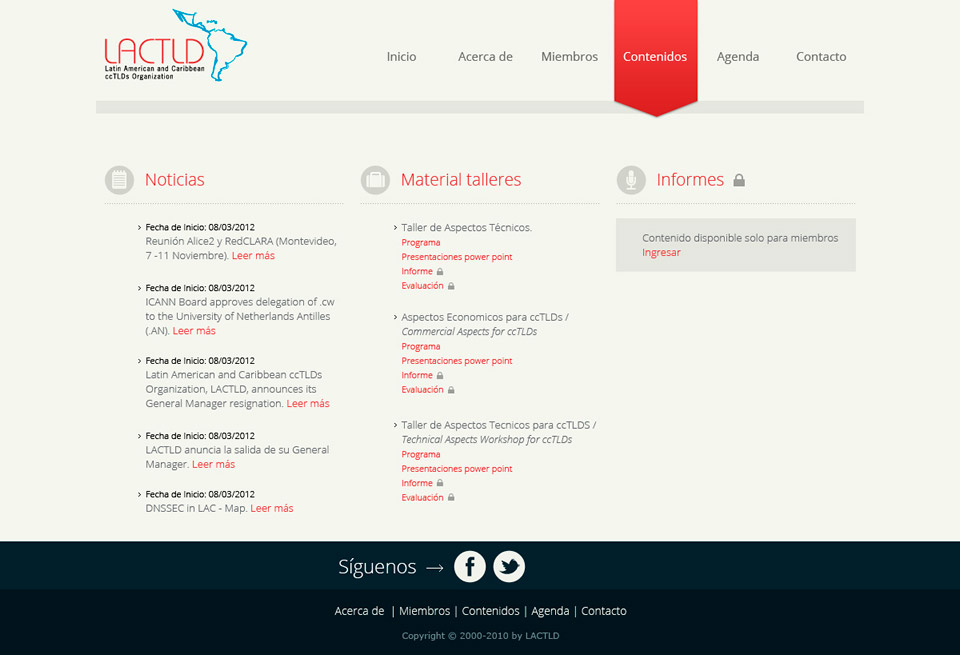 LACTLD
Latin American and Caribbean
ccTLDs Organization
Inicio
Acerca de
Miembros
Contenidos
Agenda
Contacto
Noticias
Fecha de Inicio: 08/03/2012
Reunión Alice2 y RedCLARA (Montevideo,
7 -11 Noviembre). Leer más
Fecha de Inicio: 08/03/2012
ICANN Board approves delegation of .cw
to the University of Netherlands Antilles
(.AN). Leer más
Fecha de Inicio: 08/03/2012
Latin American and Caribbean ccTLDs
Organization, LACTLD, announces its
General Manager resignation. Leer más
Fecha de Inicio: 08/03/2012
LACTLD anuncia la salida de su General
Manager. Leer más
Fecha de Inicio: 08/03/2012
DNSSEC in LAC - Map. Leer más
Material talleres
Taller de Aspectos Técnicos.
Programa
Presentaciones power point
Informe
Evaluación
Aspectos Economicos para ccTLDs /
Commercial Aspects for ccTLDs
Programa
Presentaciones power point
Informe
Evaluación
Taller de Aspectos Tecnicos para ccTLDS /
Technical Aspects Workshop for ccTLDs
Programa
Presentaciones power point
Informe
Evaluación
Informes
Contenido disponible solo para miembros
Ingresar
Síguenos →
Acerca de | Miembros | Contenidos | Agenda | Contacto
Copyright © 2000-2010 by LACTLD